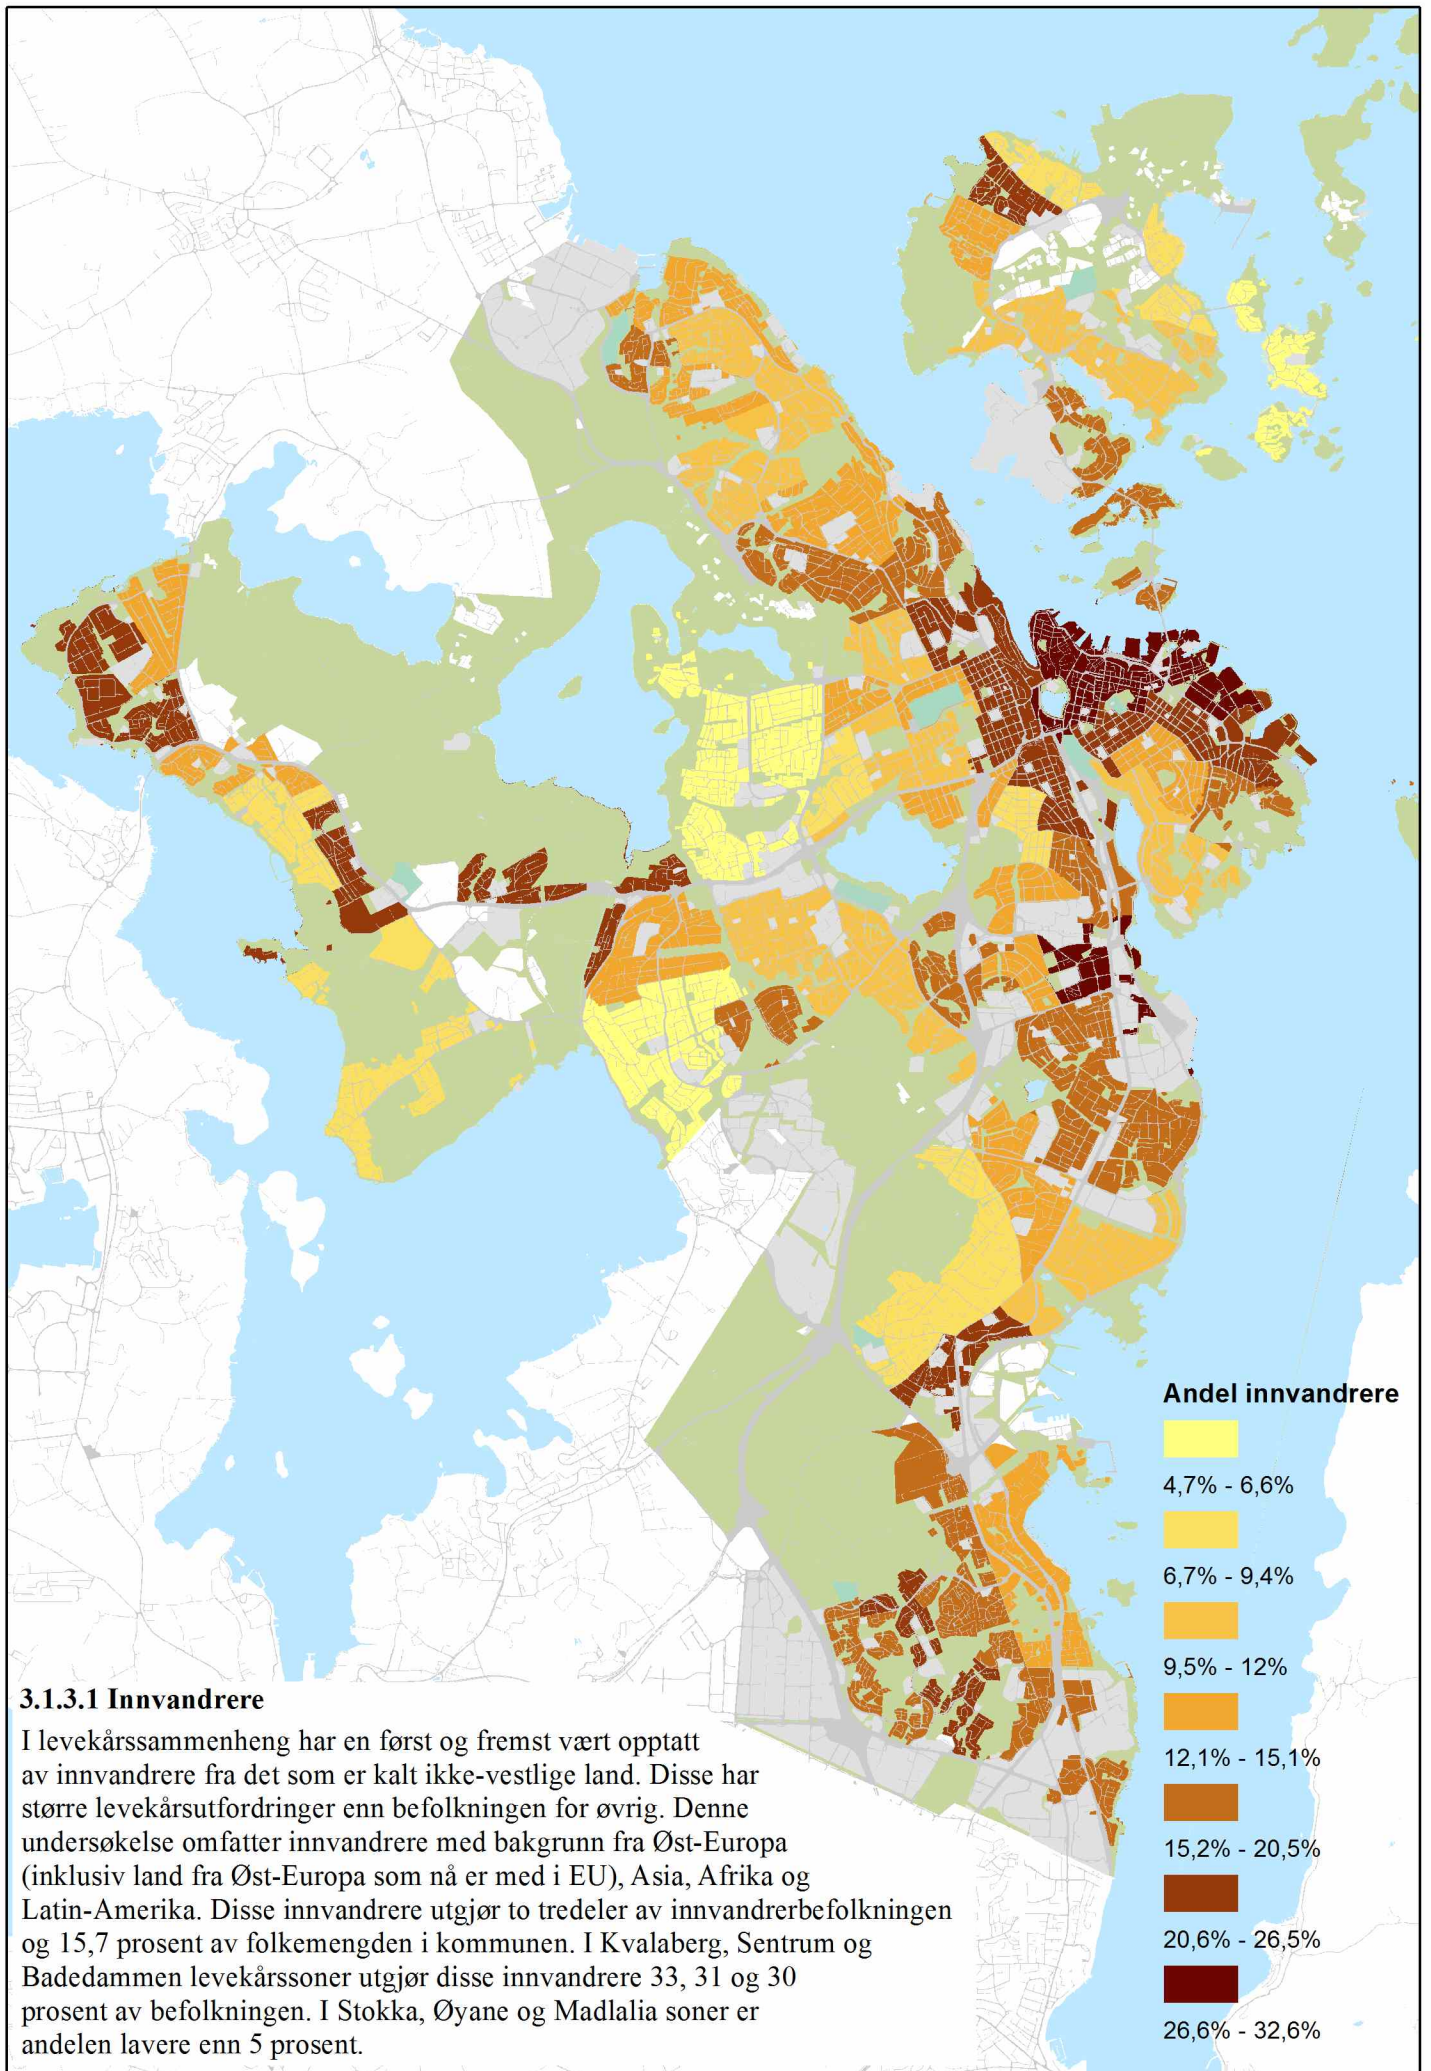 Andel innvandrere
4,7% - 6,6%
6,7% - 9,4%
9,5% - 12%
12,1% - 15,1%
15,2% - 20,5%
20,6% - 26,5%
26,6% - 32,6%
3.1.3.1 Innvandrere
I levekårssammenheng har en først og fremst vært opptatt
av innvandrere fra det som er kalt ikke-vestlige land. Disse har
større levekårsutfordringer enn befolkningen for øvrig. Denne
undersøkelse omfatter innvandrere med bakgrunn fra Øst-Europa
(inklusiv land fra Øst-Europa som nå er med i EU), Asia, Afrika og
Latin-Amerika. Disse innvandrere utgjør to tredeler av innvandrerbefolkningen
og 15,7 prosent av folkemengden i kommunen. I Kvalaberg, Sentrum og
Badedammen levekårssoner utgjør disse innvandrere 33, 31 og 30
prosent av befolkningen. I Stokka, Øyane og Madlalia soner er
andelen lavere enn 5 prosent.